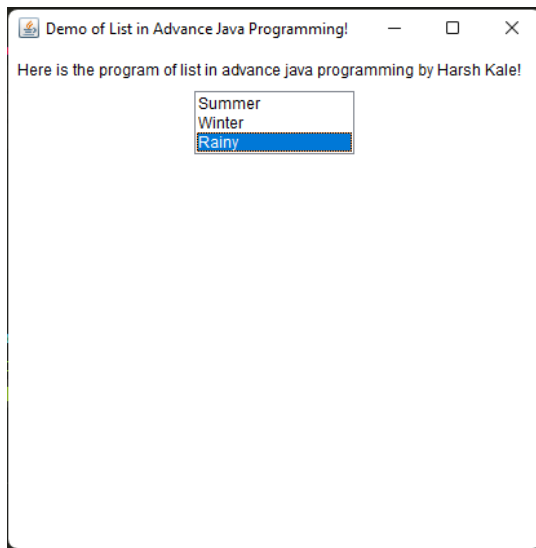 Demo of List in Advance Java Programming!
Here is the program of list in advance java programming by Harsh Kale!
Summer
Winter
Rainy